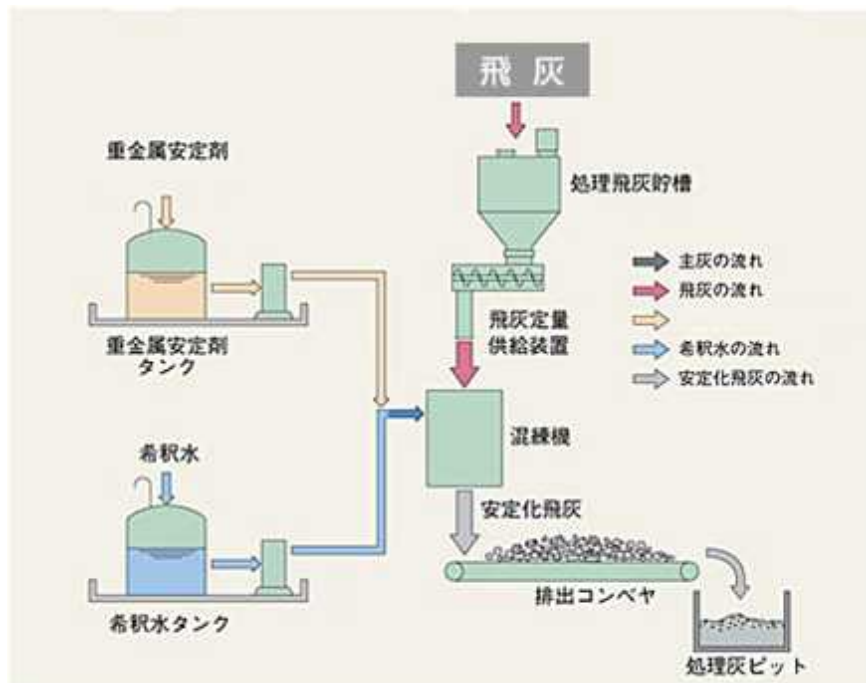 飛 灰
重金属安定剤
処理飛灰貯槽
主灰の流れ
飛灰の流れ
希釈水の流れ
安定化飛灰の流れ
飛灰定量
供給装置
重金属安定剤
タンク
混練機
希釈水
安定化飛灰
排出コンベヤ
希釈水タンク
処理灰ピット